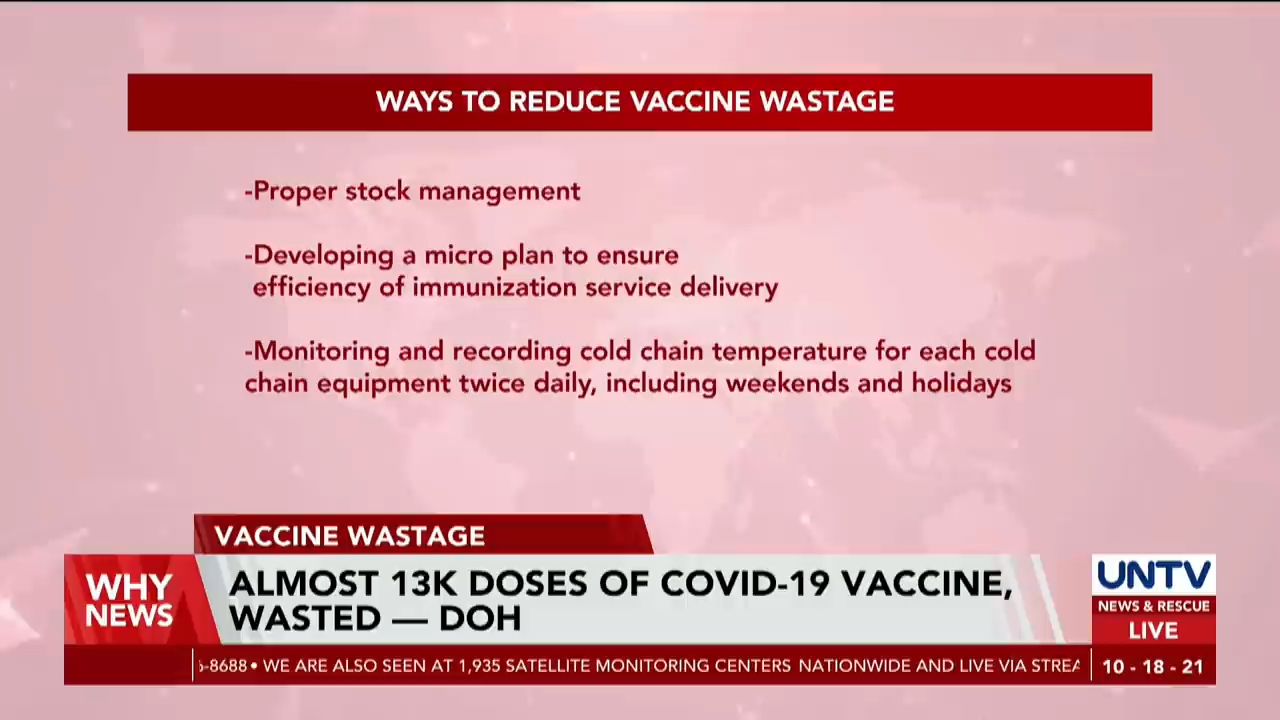 WAYS TO REDUCE VACCINE WASTAGE
-Proper stock management
-Developing a micro plan to ensure
efficiency of immunization service delivery
-Monitoring and recording cold chain temperature for each cold
chain equipment twice daily, including weekends and holidays
VACCINE WASTAGE
WHY
NEWS
ALMOST 13K DOSES OF COVID-19 VACCINE,
WASTED — DOH
UNTV
NEWS & RESCUE
LIVE
-8688 • WE ARE ALSO SEEN AT 1,935 SATELLITE MONITORING CENTERS NATIONWIDE AND LIVE VIA
10 - 18 - 21